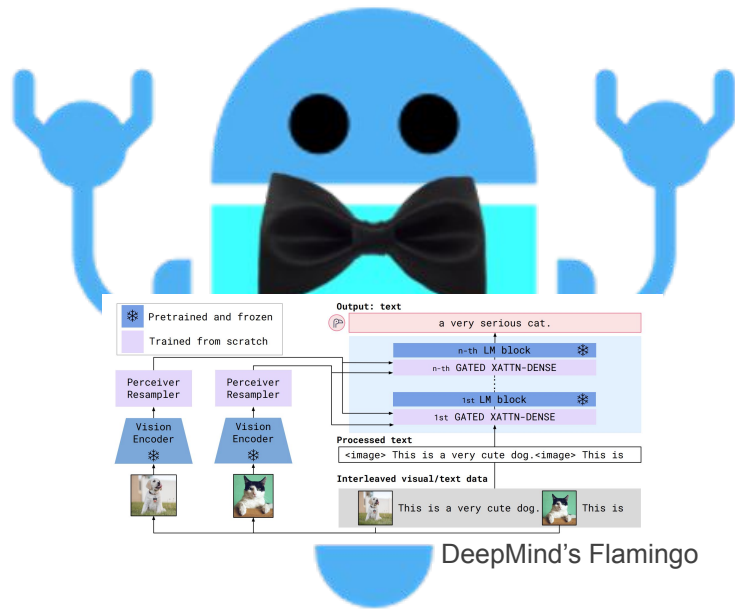 Output: text
Pretrained and frozen
a very serious cat.
Trained from scratch
n-th LM block
n-th GATED XATTN-DENSE
Perceiver
Resampler
Perceiver
Resampler
1st LM block
1st GATED XATTN-DENSE
Vision
Encoder
Vision
Encoder
Processed text
<image> This is a very cute dog.<image> This is
Interleaved visual/text data
This is a very cute dog.
This is
DeepMind's Flamingo